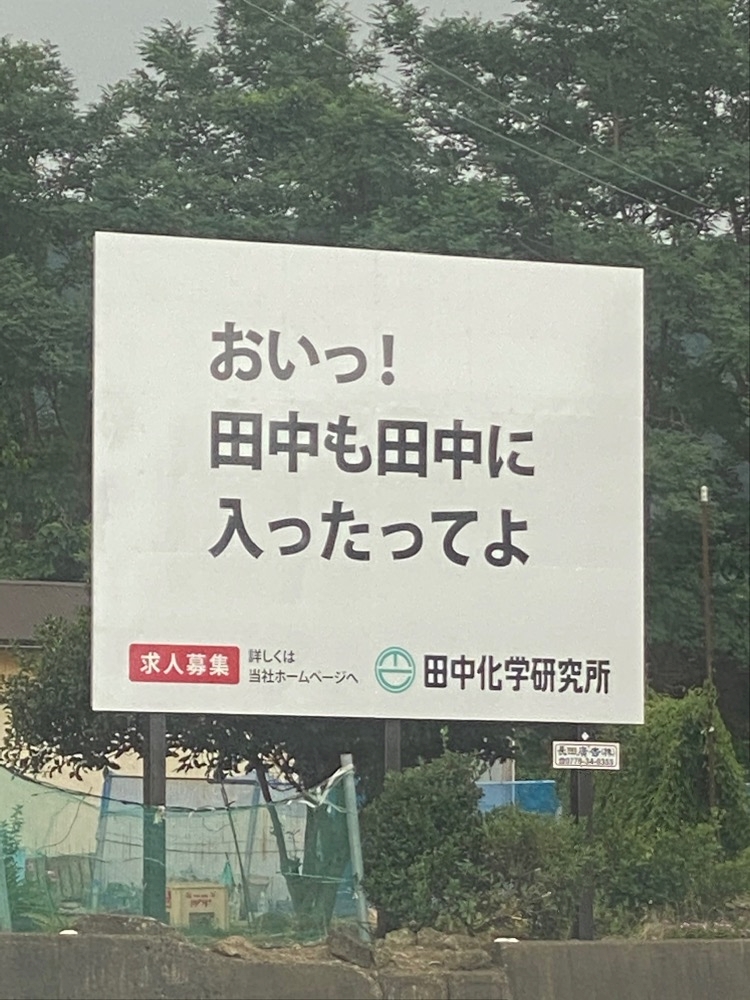 おいっ!
田中も田中に
入ったってよ
求人募集
詳しくは
当社ホームページへ
田中化学研究所